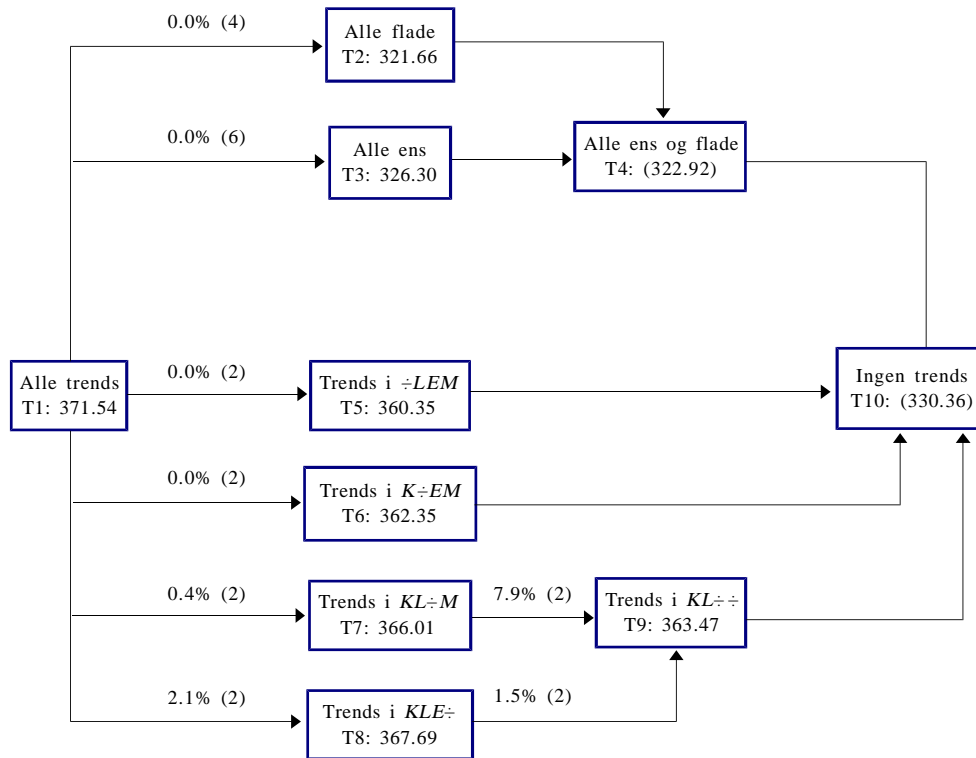 0.0% (4)
Alle flade
T2: 321.66
0.0% (6)
Alle ens
T3: 326.30
Alle ens og flade
T4: (322.92)
Alle trends
T1: 371.54
0.0% (2)
Trends i ÷LEM
T5: 360.35
Ingen trends
T10: (330.36)
0.0% (2)
Trends i K÷EM
T6: 362.35
0.4% (2)
Trends i KL÷M
T7: 366.01
7.9% (2)
Trends i KL÷÷
T9: 363.47
2.1% (2)
Trends i KLE÷
T8: 367.69
1.5% (2)